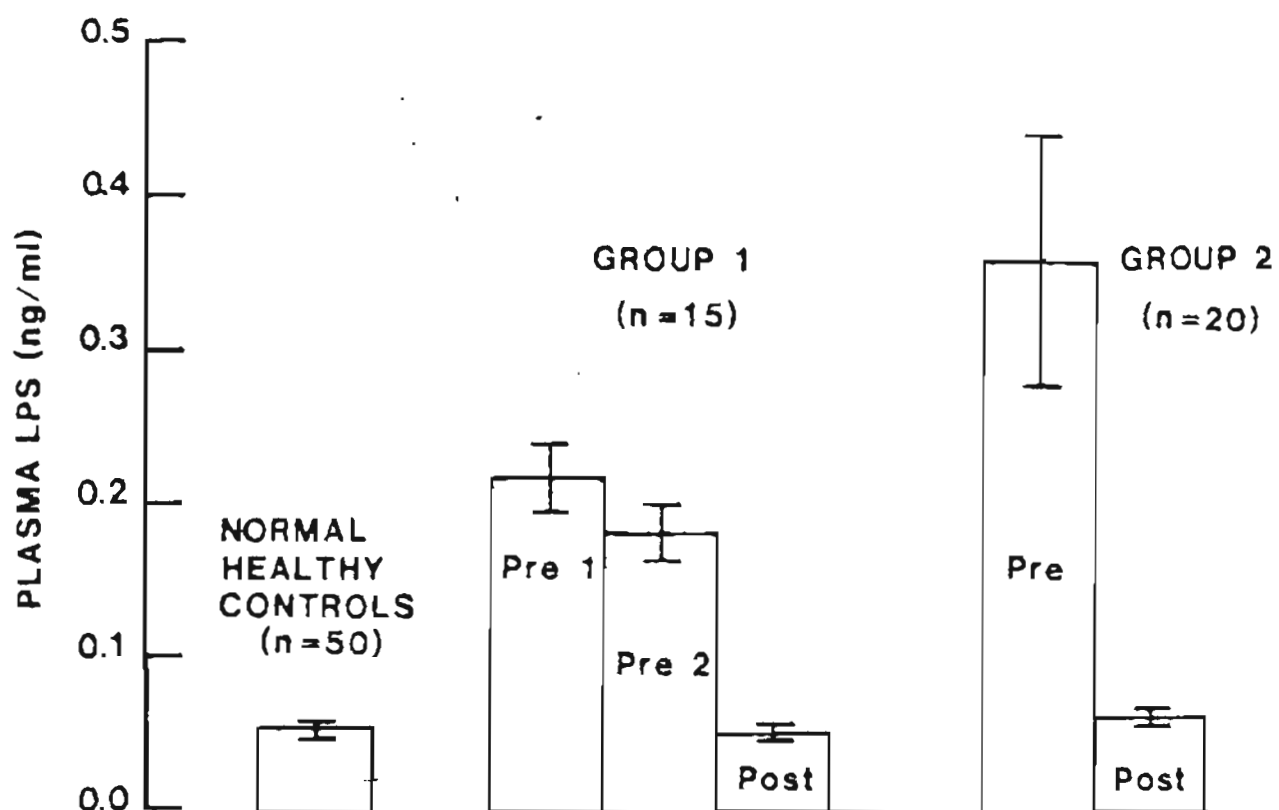 0.5
0.4
0.3
0.2
0.1
0.0
PLASMA LPS (ng/ml)
NORMAL
HEALTHY
CONTROLS
(n=50)
GROUP 1
(n=15)
Pre 1
Pre 2
Post
GROUP 2
(n=20)
Pre
Post